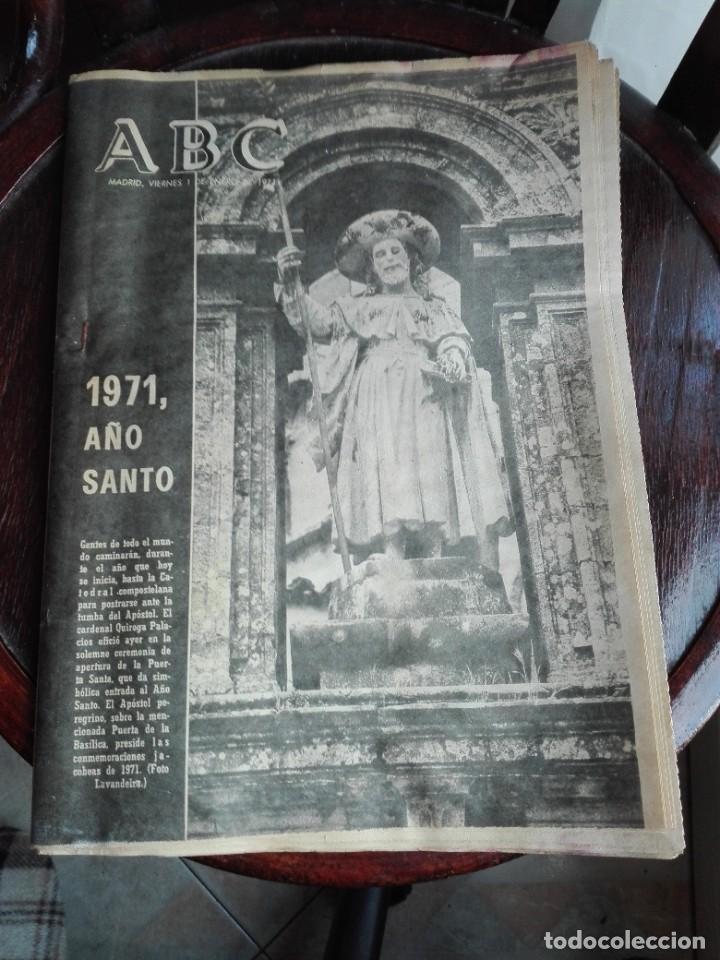 ABC
MADRID, VIERNES 1 DE ENERO DE 1971
1971,
AÑO
SANTO
Gentes de todo el mun-
do caminarán, duran-
te el año que hoy
se inicia, hasta la Ca-
tedral compostelana
para postrarse ante la
tumba del Apóstol. El
cardenal Quiroga Pala-
cios ofició ayer en la
solemne ceremonia de
apertura de la Puer-
ta Santa, que da sim-
bólica entrada al Año
Santo. El Apóstol pe-
regrino, sobre la men-
cionada Puerta de la
Basílica, preside las
conmemoraciones ja-
cobeas de 1971. (Foto
Lavandeira.)
todocoleccion.net